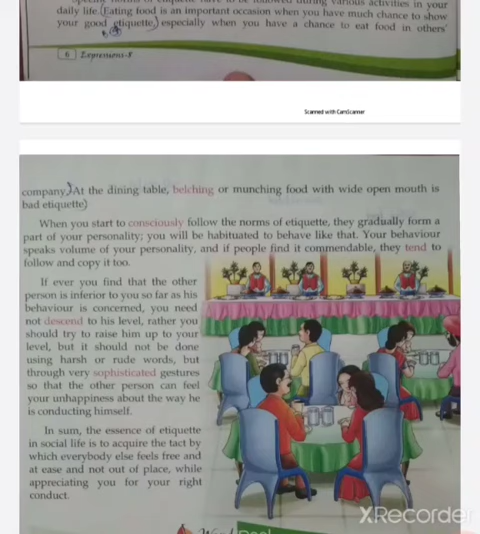 daily life. (Eating food is an important occasion when you have much chance to show
your good etiquette,) especially when you have a chance to eat food in others'
6 Expressions-8
Scanned with CamScanner
company.) At the dining table, belching or munching food with wide open mouth is
bad etiquette)
When you start to consciously follow the norms of etiquette, they gradually form a
part of your personality; you will be habituated to behave like that. Your behaviour
speaks volume of your personality, and if people find it commendable, they tend to
follow and copy it too.
If ever you find that the other
person is inferior to you so far as his
behaviour is concerned, you need
not descend to his level, rather you
should try to raise him up to your
level, but it should not be done
using harsh or rude words, but
through very sophisticated gestures
so that the other person can feel
your unhappiness about the way he
is conducting himself.
In sum, the essence of etiquette
in social life is to acquire the tact by
which everybody else feels free and
at ease and not out of place, while
appreciating you for your right
conduct.
XRecorder